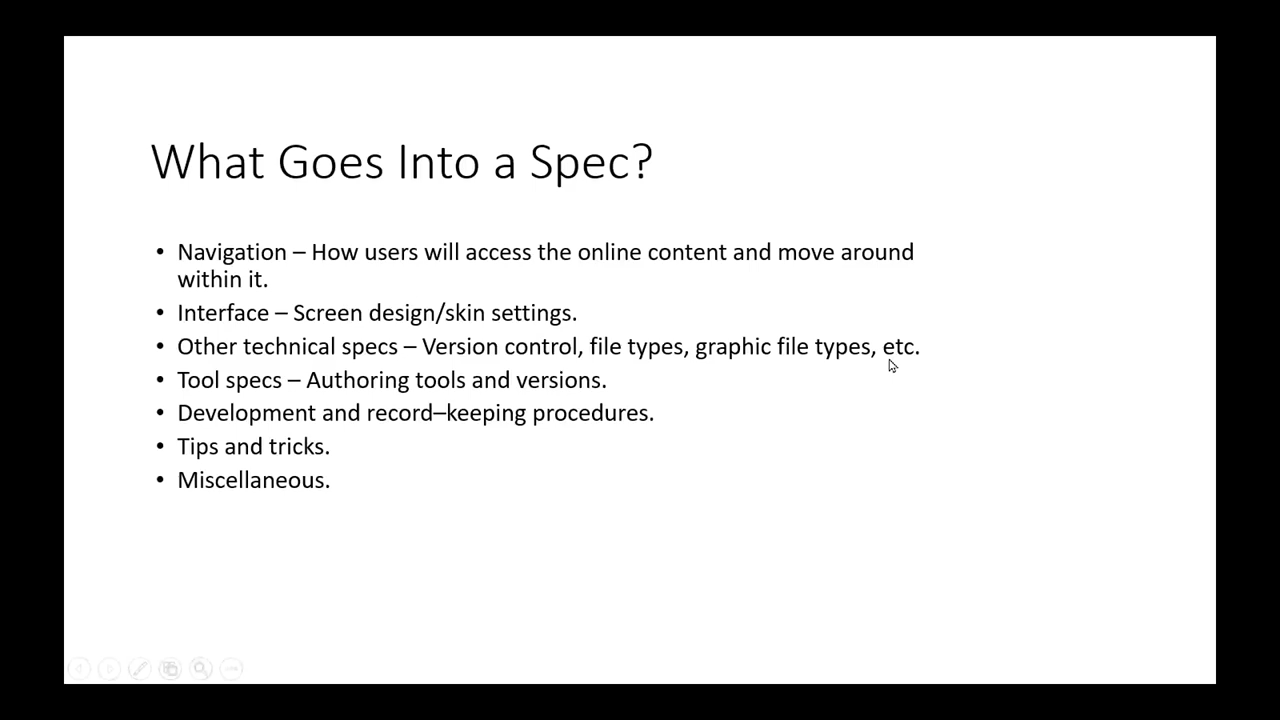 What Goes Into a Spec?
• Navigation – How users will access the online content and move around
within it.
• Interface – Screen design/skin settings.
• Other technical specs – Version control, file types, graphic file types, etc.
• Tool specs – Authoring tools and versions.
• Development and record–keeping procedures.
• Tips and tricks.
• Miscellaneous.